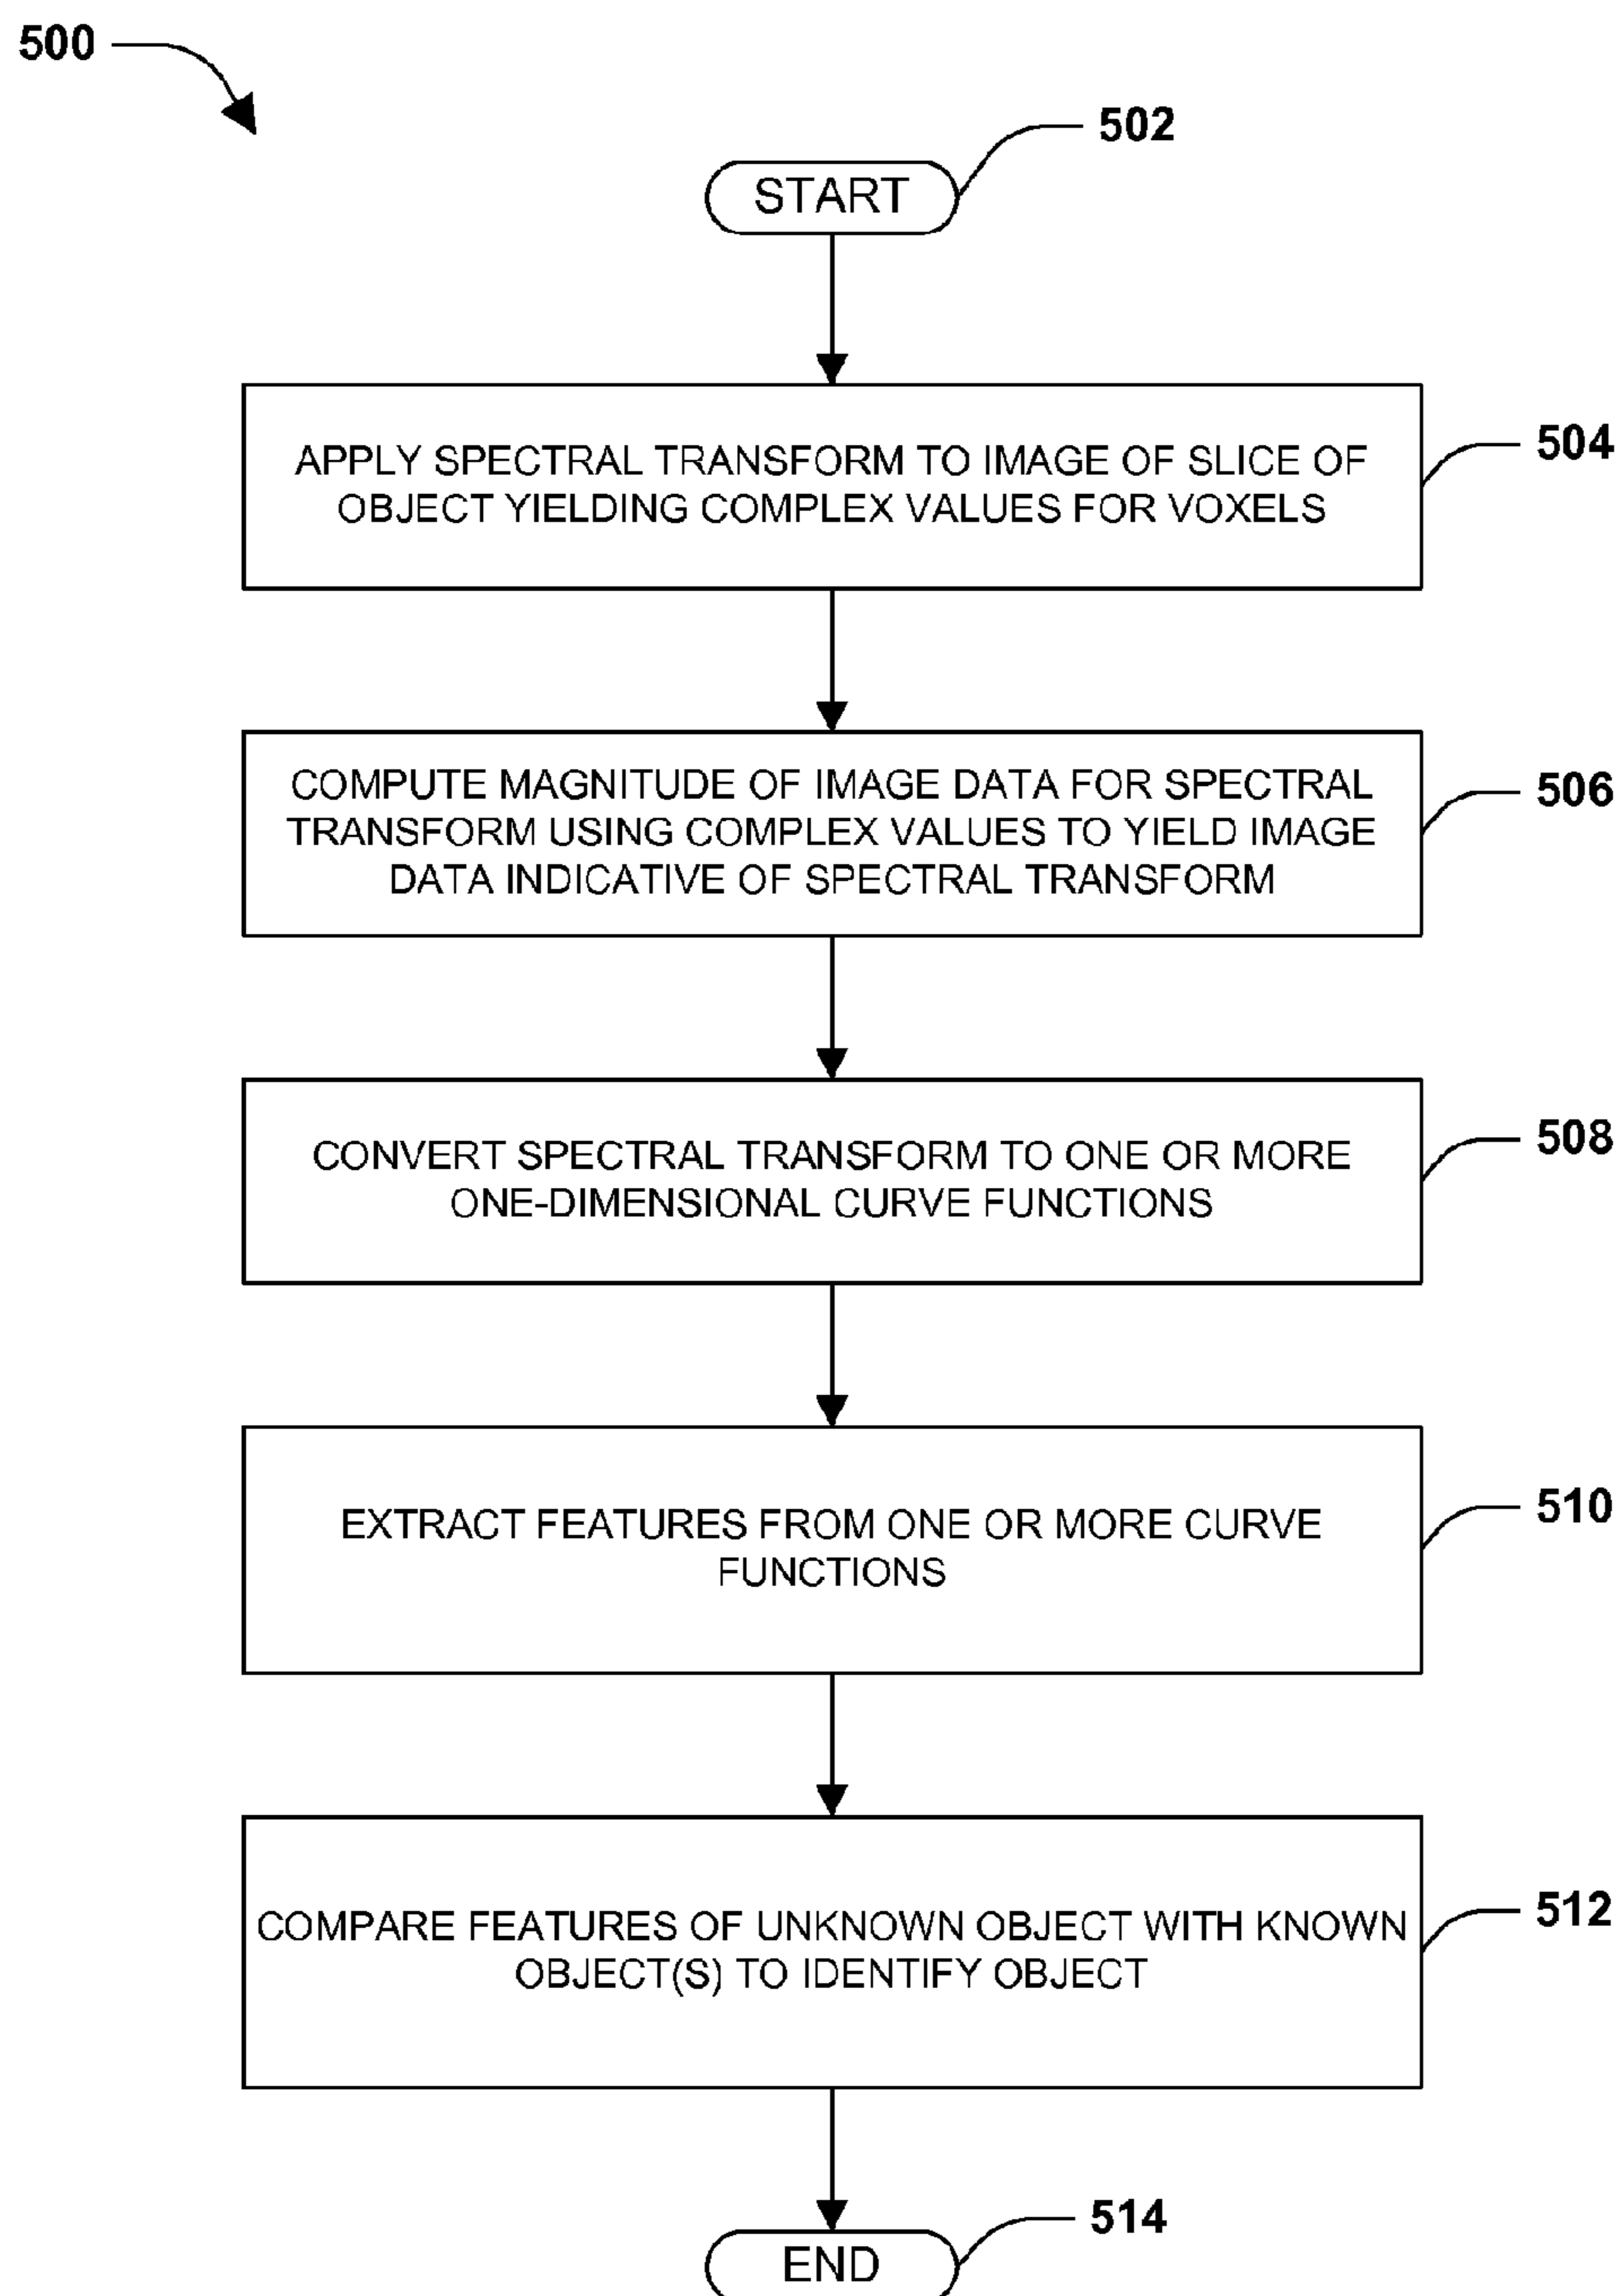 500
502
START
APPLY SPECTRAL TRANSFORM TO IMAGE OF SLICE OF
OBJECT YIELDING COMPLEX VALUES FOR VOXELS
504
COMPUTE MAGNITUDE OF IMAGE DATA FOR SPECTRAL
TRANSFORM USING COMPLEX VALUES TO YIELD IMAGE
DATA INDICATIVE OF SPECTRAL TRANSFORM
506
CONVERT SPECTRAL TRANSFORM TO ONE OR MORE
ONE-DIMENSIONAL CURVE FUNCTIONS
508
EXTRACT FEATURES FROM ONE OR MORE CURVE
FUNCTIONS
510
COMPARE FEATURES OF UNKNOWN OBJECT WITH KNOWN
OBJECT(S) TO IDENTIFY OBJECT
512
514
END